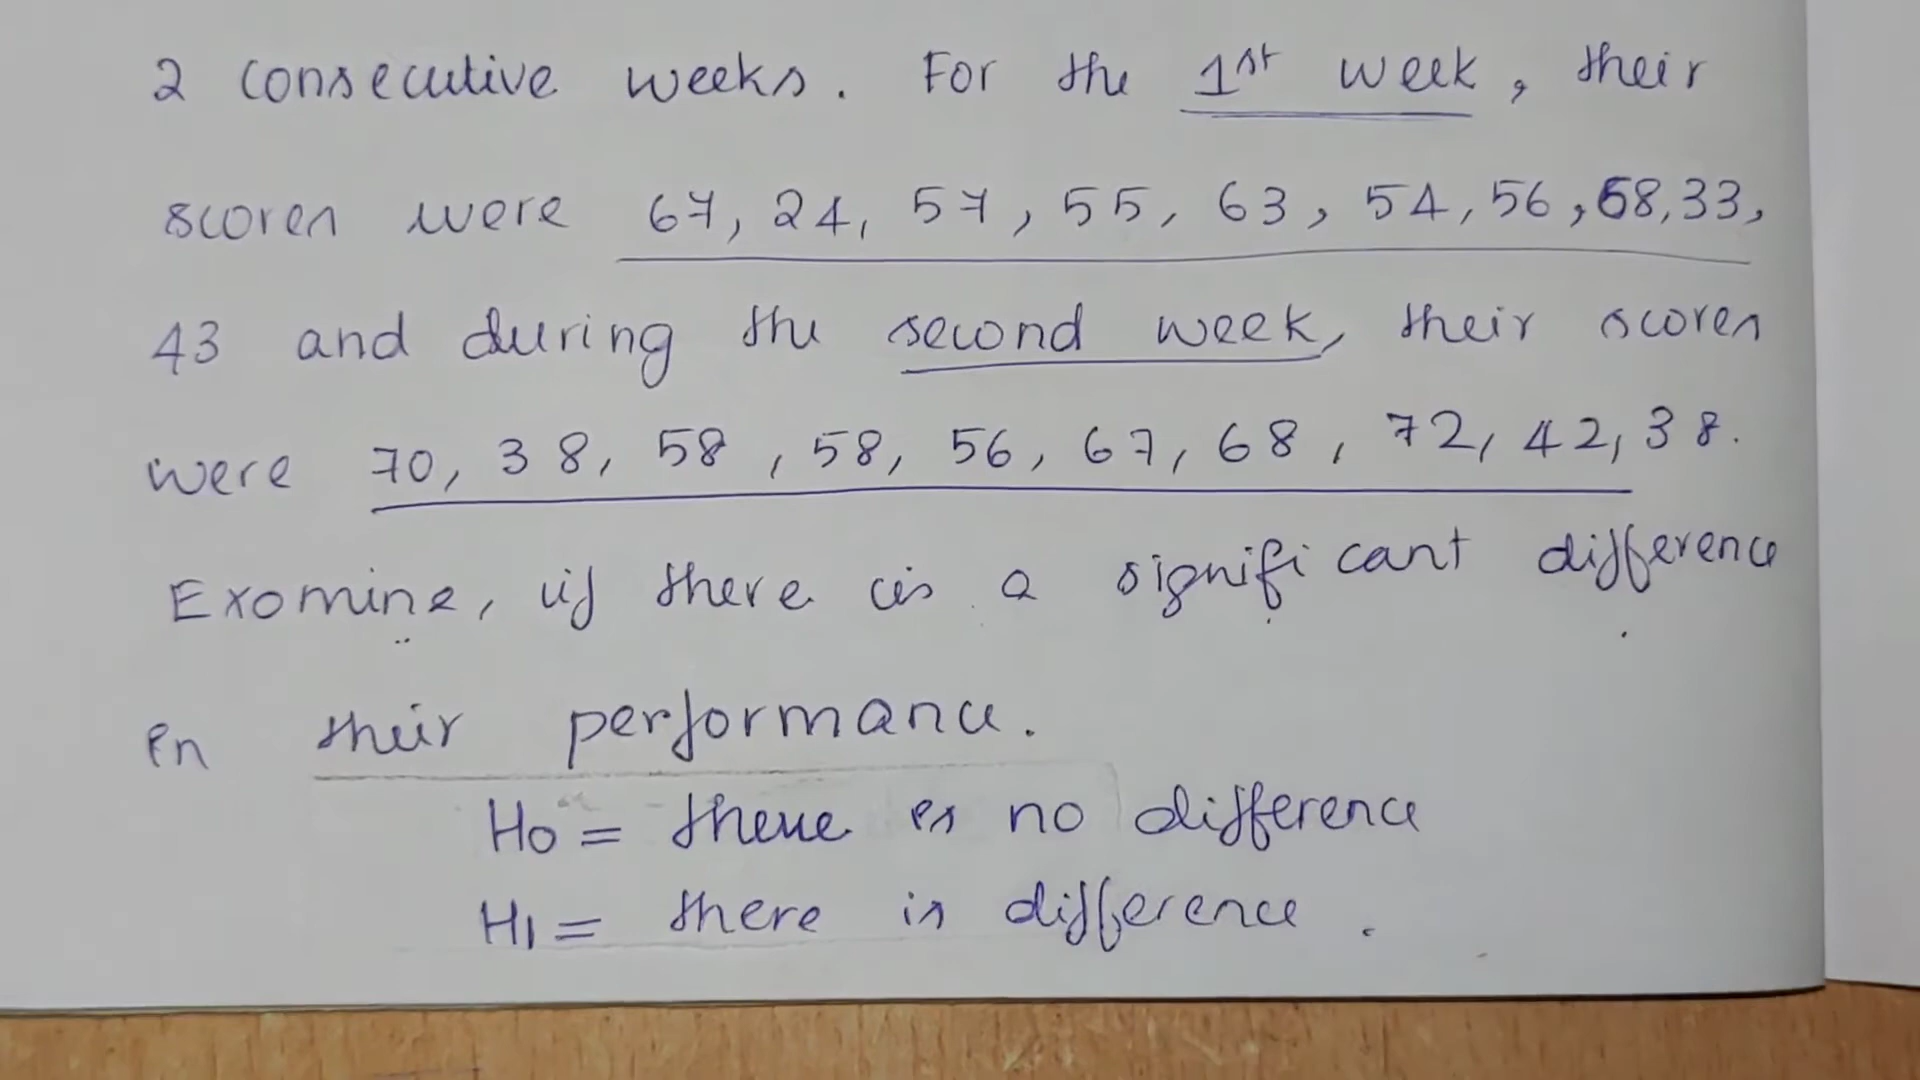 2 consecutive weeks. For the 1st week, their
scores were 67, 24, 57, 55, 63, 54, 56, 68, 33,
43 and during the second week, their scores
were 70, 38, 58, 58, 56, 67, 68, 72, 42, 38.
Examine, if there is a significant difference
in their performance.
H0 = there is no difference
H1 = there is difference.